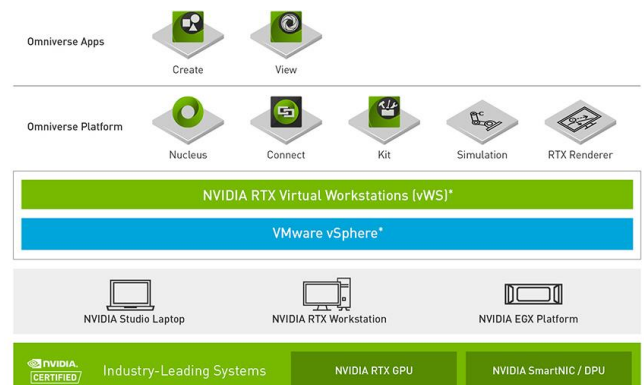 Omniverse Apps
Create
View
Omniverse Platform
Nucleus
Connect
Kit
Simulation
RTX Renderer
NVIDIA RTX Virtual Workstations (vWS)*
VMware vSphere*
NVIDIA Studio Laptop
NVIDIA RTX Workstation
NVIDIA EGX Platform
NVIDIA.
CERTIFIED
Industry-Leading Systems
NVIDIA RTX GPU
NVIDIA SmartNIC / DPU